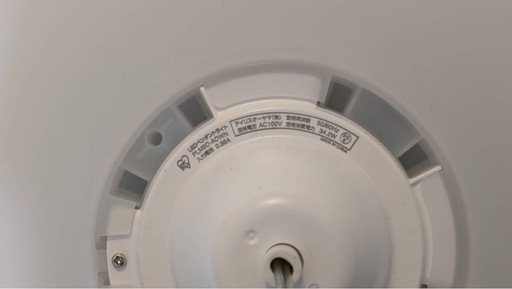 LEDペンダントライト
PLM8D-A0WN
入力電流 0.36A
アイリスオーヤマ(株) 定格周波数 50/60Hz
定格電圧 AC100V 定格消費電力 34.2W
MADE IN CHINA